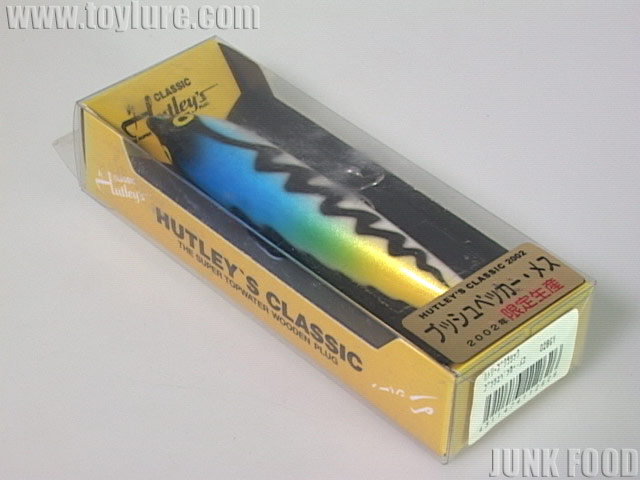 www.toylure.com
CLASSIC
Hutley's
CLASSIC
Hutley's
HUTLEY'S CLASSIC
THE SUPER TOPWATER WOODEN PLUG
HUTLEY'S CLASSIC 2002
ブッシュペッカー・メス
2002年限定生産
JUNK FOOD